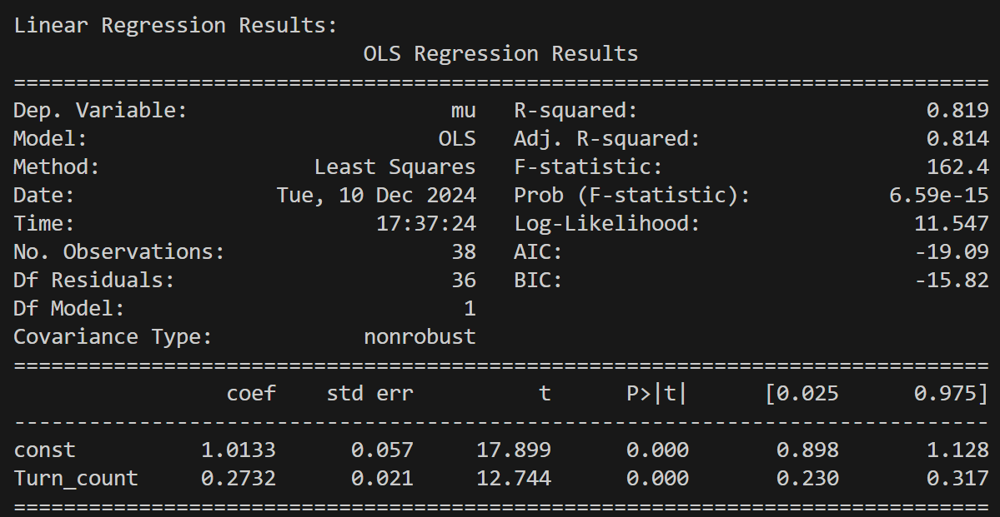 Linear Regression Results:
                            OLS Regression Results
==============================================================================
Dep. Variable:                     mu   R-squared:                       0.819
Model:                            OLS   Adj. R-squared:                  0.814
Method:                 Least Squares   F-statistic:                     162.4
Date:                Tue, 10 Dec 2024   Prob (F-statistic):           6.59e-15
Time:                        17:37:24   Log-Likelihood:                 11.547
No. Observations:                  38   AIC:                            -19.09
Df Residuals:                      36   BIC:                            -15.82
Df Model:                           1
Covariance Type:            nonrobust
==============================================================================
                 coef    std err          t      P>|t|      [0.025      0.975]
------------------------------------------------------------------------------
const          1.0133      0.057     17.899      0.000       0.898       1.128
Turn_count     0.2732      0.021     12.744      0.000       0.230       0.317
==============================================================================